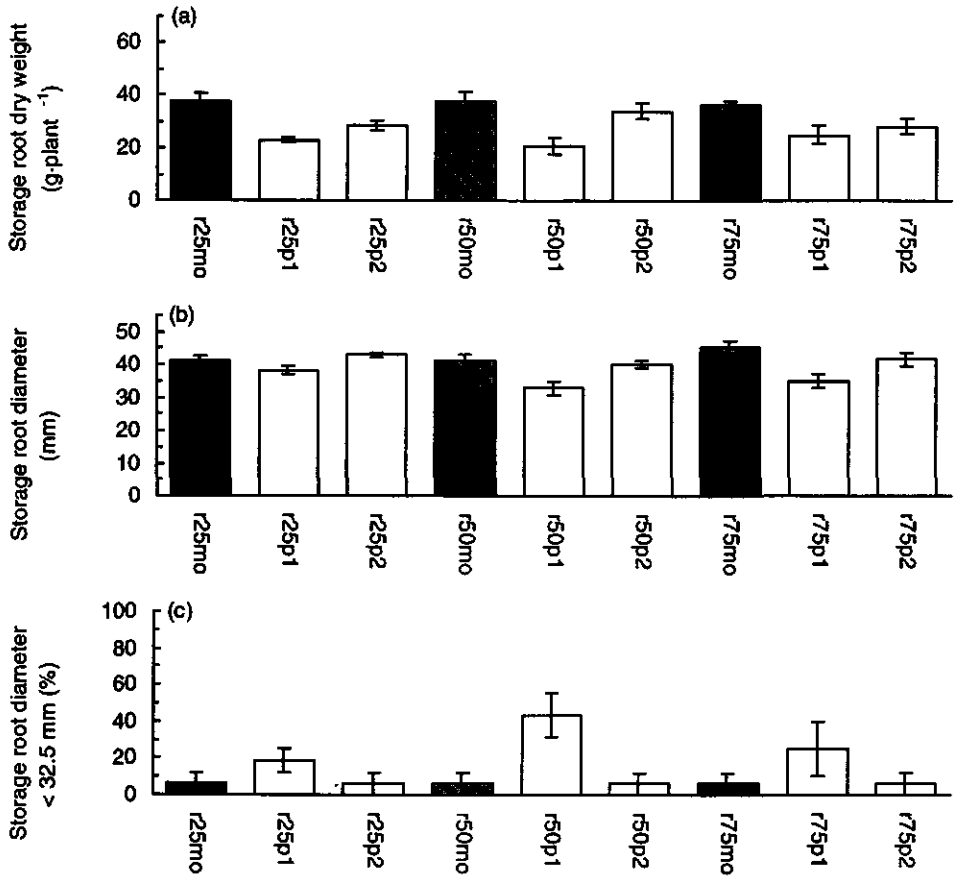 (a)
Storage root dry weight
(g·plant ⁻¹)
60
40
20
0
r25mo
r25p1
r25p2
r50mo
r50p1
r50p2
r75mo
r75p1
r75p2
(b)
Storage root diameter
(mm)
50
40
30
20
10
0
r25mo
r25p1
r25p2
r50mo
r50p1
r50p2
r75mo
r75p1
r75p2
(c)
Storage root diameter
< 32.5 mm (%)
100
80
60
40
20
0
r25mo
r25p1
r25p2
r50mo
r50p1
r50p2
r75mo
r75p1
r75p2